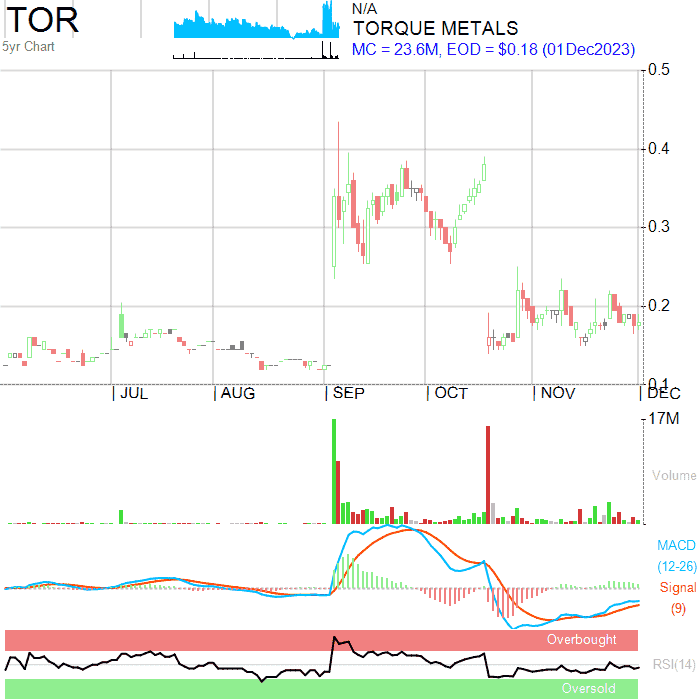 TOR
5yr Chart
N/A
TORQUE METALS
MC = 23.6M, EOD = $0.18 (01Dec2023)
0.5
0.4
0.3
0.2
0.1
JUL AUG SEP OCT NOV DEC
17M
Volume
MACD
(12-26)
Signal
(9)
Overbought
RSI(14)
Oversold